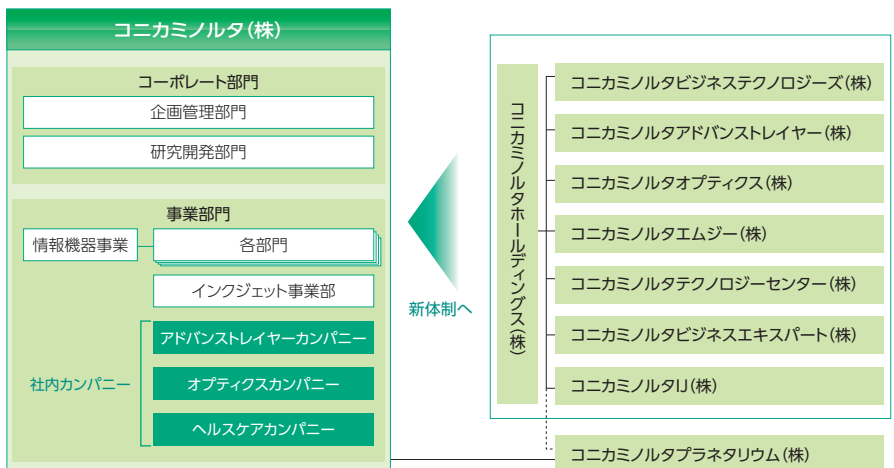 コニカミノルタ（株）
コーポレート部門
企画管理部門
研究開発部門
事業部門
情報機器事業
各部門
インクジェット事業部
社内カンパニー
アドバンストレイヤーカンパニー
オプティクスカンパニー
ヘルスケアカンパニー
新体制へ
コニカミノルタホールディングス（株）
コニカミノルタビジネステクノロジーズ（株）
コニカミノルタアドバンストレイヤー（株）
コニカミノルタオプティクス（株）
コニカミノルタエムジー（株）
コニカミノルタテクノロジーセンター（株）
コニカミノルタビジネスエキスパート（株）
コニカミノルタIJ（株）
コニカミノルタプラネタリウム（株）